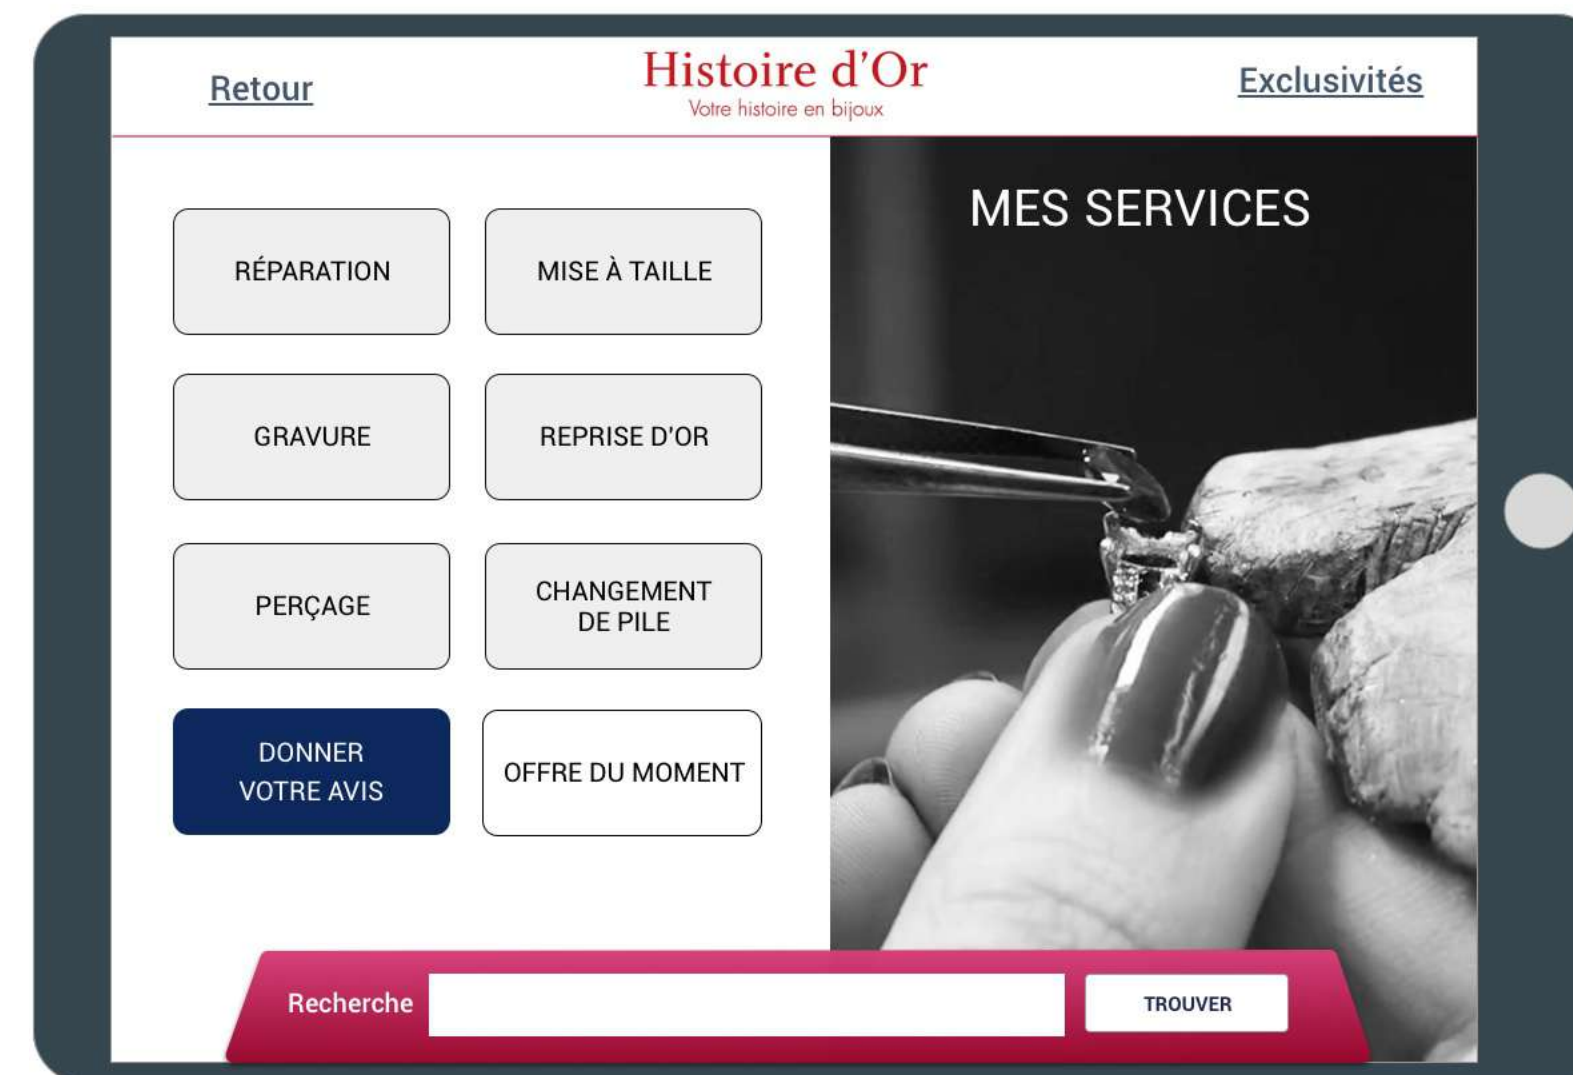 Retour
Histoire d'Or
Votre histoire en bijoux
Exclusivités
MES SERVICES
RÉPARATION
MISE À TAILLE
GRAVURE
REPRISE D'OR
PERÇAGE
CHANGEMENT
DE PILE
DONNER
VOTRE AVIS
OFFRE DU MOMENT
Recherche
TROUVER